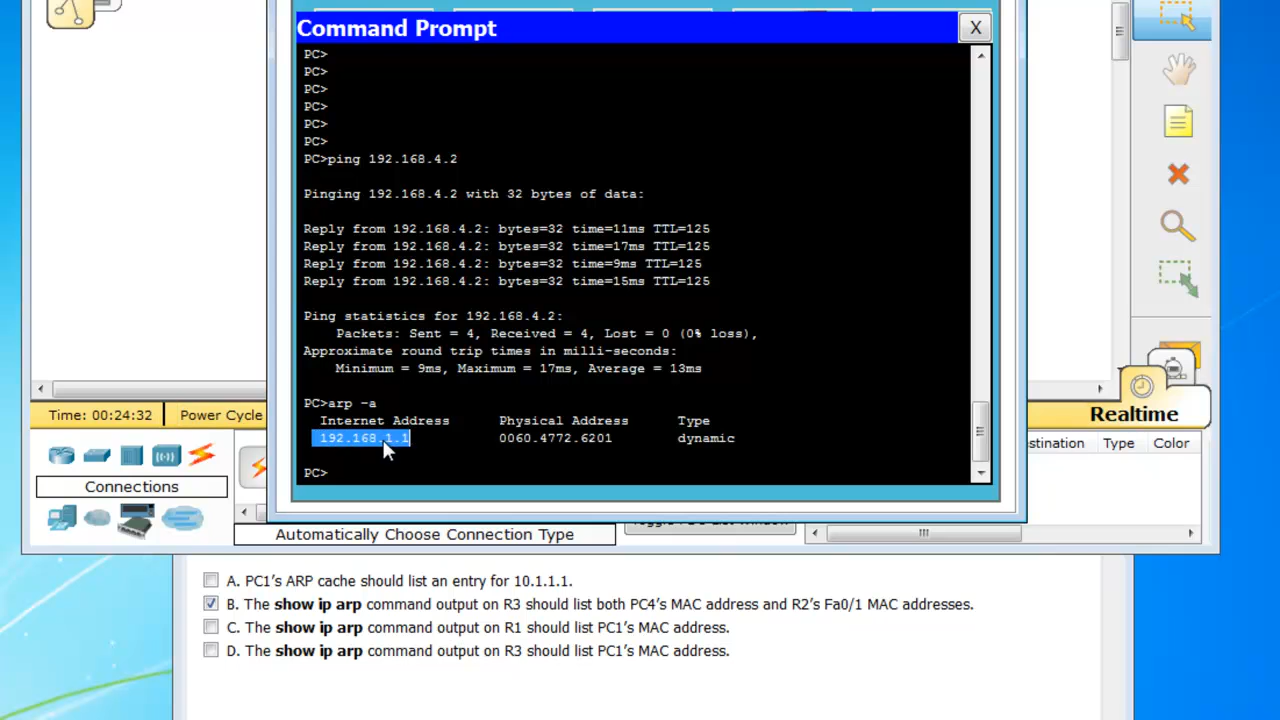 Command Prompt
X
PC>
PC>
PC>
PC>
PC>
PC>
PC>ping 192.168.4.2
Pinging 192.168.4.2 with 32 bytes of data:
Reply from 192.168.4.2: bytes=32 time=11ms TTL=125
Reply from 192.168.4.2: bytes=32 time=17ms TTL=125
Reply from 192.168.4.2: bytes=32 time=9ms TTL=125
Reply from 192.168.4.2: bytes=32 time=15ms TTL=125
Ping statistics for 192.168.4.2:
Packets: Sent = 4, Received = 4, Lost = 0 (0% loss),
Approximate round trip times in milli-seconds:
Minimum = 9ms, Maximum = 17ms, Average = 13ms
PC>arp -a
Internet Address Physical Address Type
192.168.1.1 0060.4772.6201 dynamic
PC>
Time: 00:24:32 Power Cycle
Realtime
stination Type Color
Connections
Automatically Choose Connection Type
A. PC1's ARP cache should list an entry for 10.1.1.1.
B. The show ip arp command output on R3 should list both PC4's MAC address and R2's Fa0/1 MAC addresses.
C. The show ip arp command output on R1 should list PC1's MAC address.
D. The show ip arp command output on R3 should list PC1's MAC address.